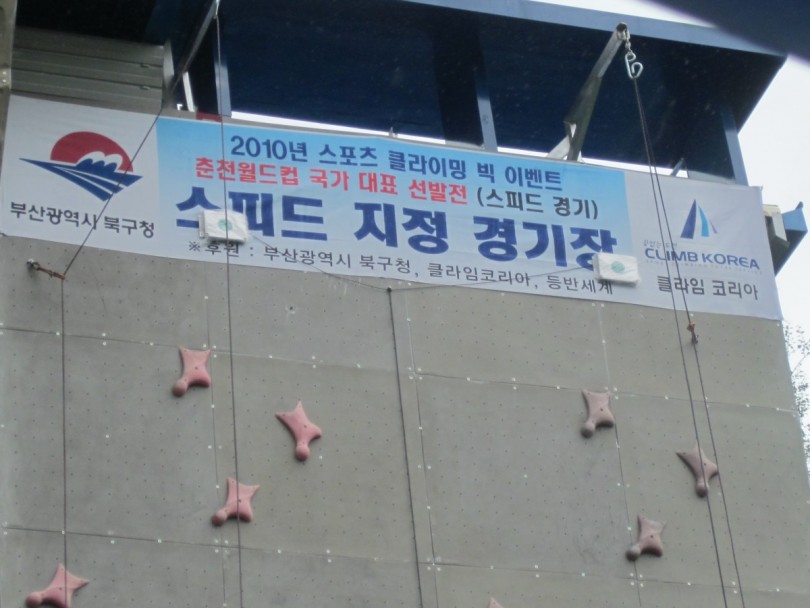 2010년 스포츠 클라이밍 빅 이벤트
춘천월드컵 국가 대표 선발전 (스피드 경기)
스피드 지정 경기장
※후원 : 부산광역시 북구청, 클라임코리아, 등반세계
부산광역시 북구청
CLIMB KOREA
클라임 코리아